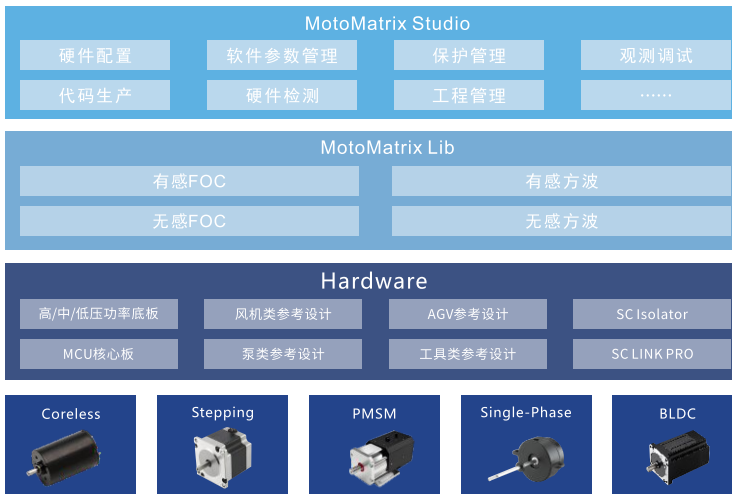 MotoMatrix Studio
硬件配置
软件参数管理
保护管理
观测调试
代码生产
硬件检测
工程管理
······
MotoMatrix Lib
有感FOC
有感方波
无感FOC
无感方波
Hardware
高/中/低压功率底板
风机类参考设计
AGV参考设计
SC Isolator
MCU核心板
泵类参考设计
工具类参考设计
SC LINK PRO
Coreless
Stepping
PMSM
Single-Phase
BLDC